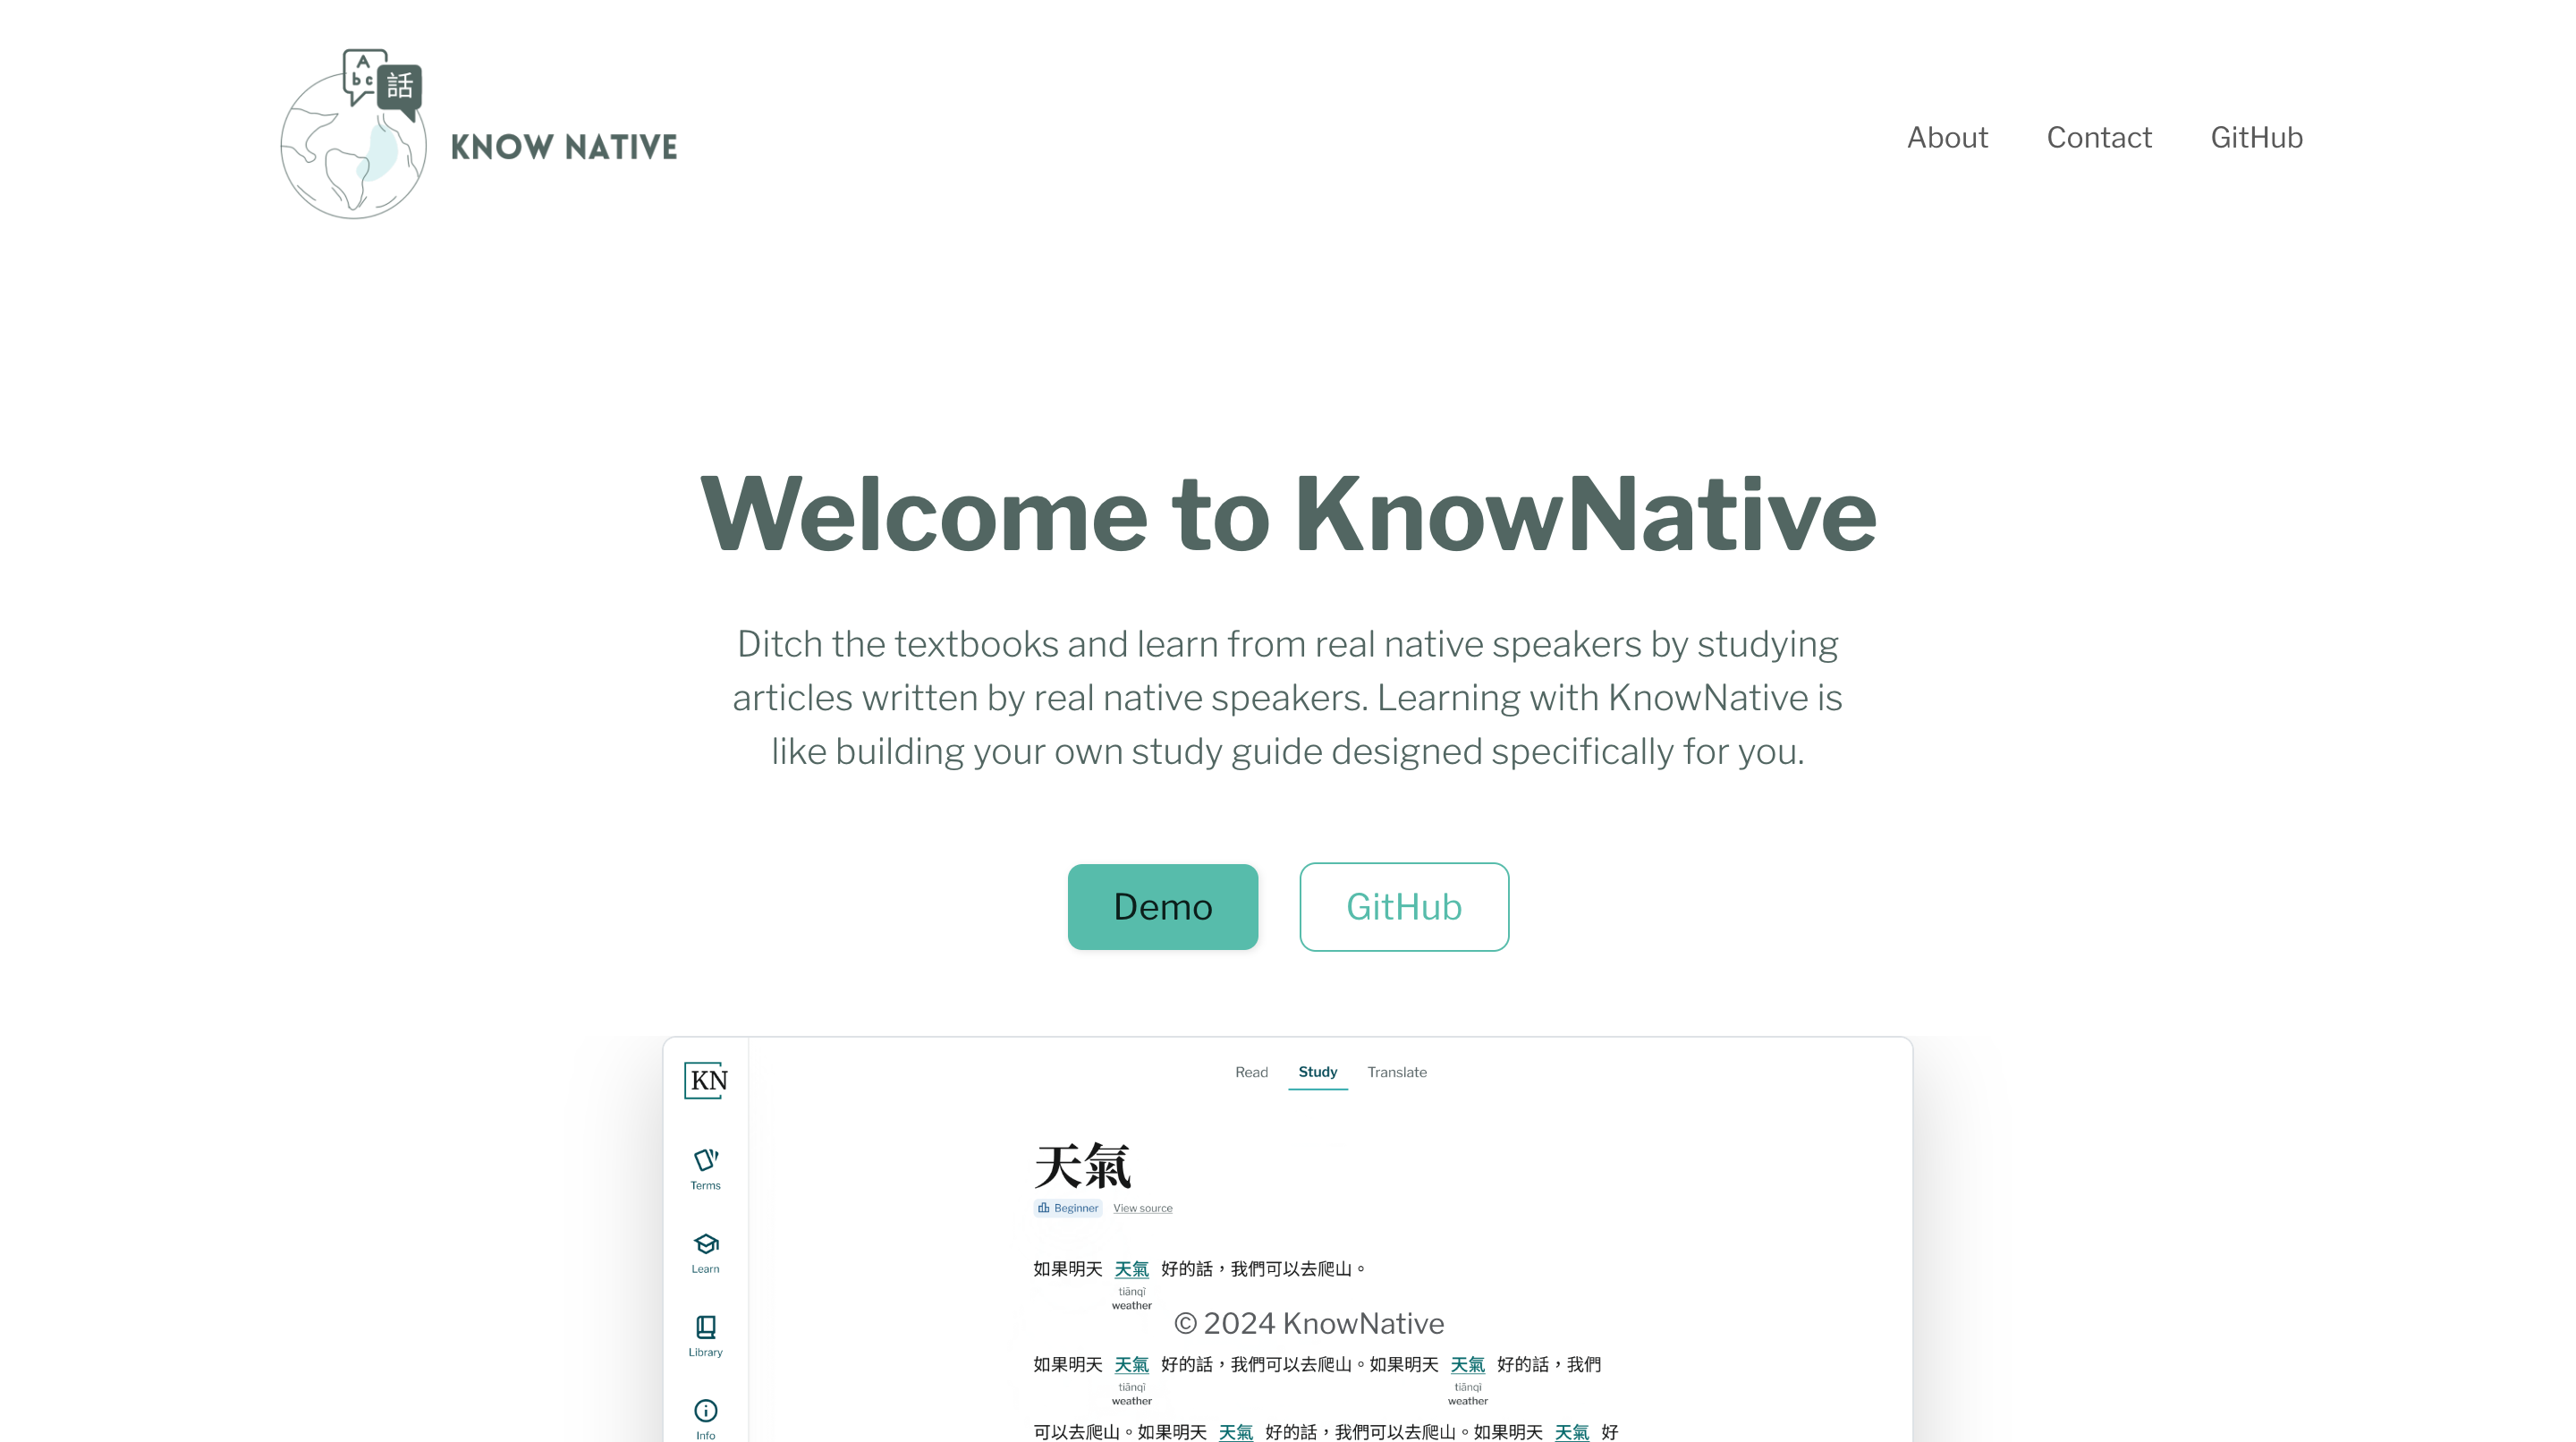 A
b c
話
KNOW NATIVE
About
Contact
GitHub
Welcome to KnowNative
Ditch the textbooks and learn from real native speakers by studying
articles written by real native speakers. Learning with KnowNative is
like building your own study guide designed specifically for you.
Demo
GitHub
KN
Read
Study
Translate
Terms
Learn
Library
Info
天氣
Beginner
View source
如果明天 天氣 好的話，我們可以去爬山。
tiānqì
weather
© 2024 KnowNative
如果明天 天氣 好的話，我們可以去爬山。如果明天 天氣 好的話，我們
tiānqì tiānqì
weather weather
可以去爬山。如果明天 天氣 好的話，我們可以去爬山。如果明天 天氣 好